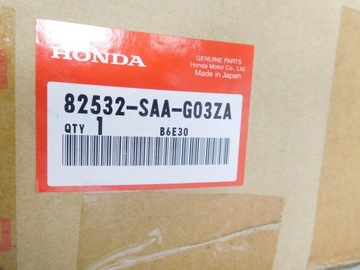 HONDA
GENUINE PARTS
Honda Motor Co., Ltd.
Made in Japan
82532-SAA-G03ZA
QTY 1 B6E30